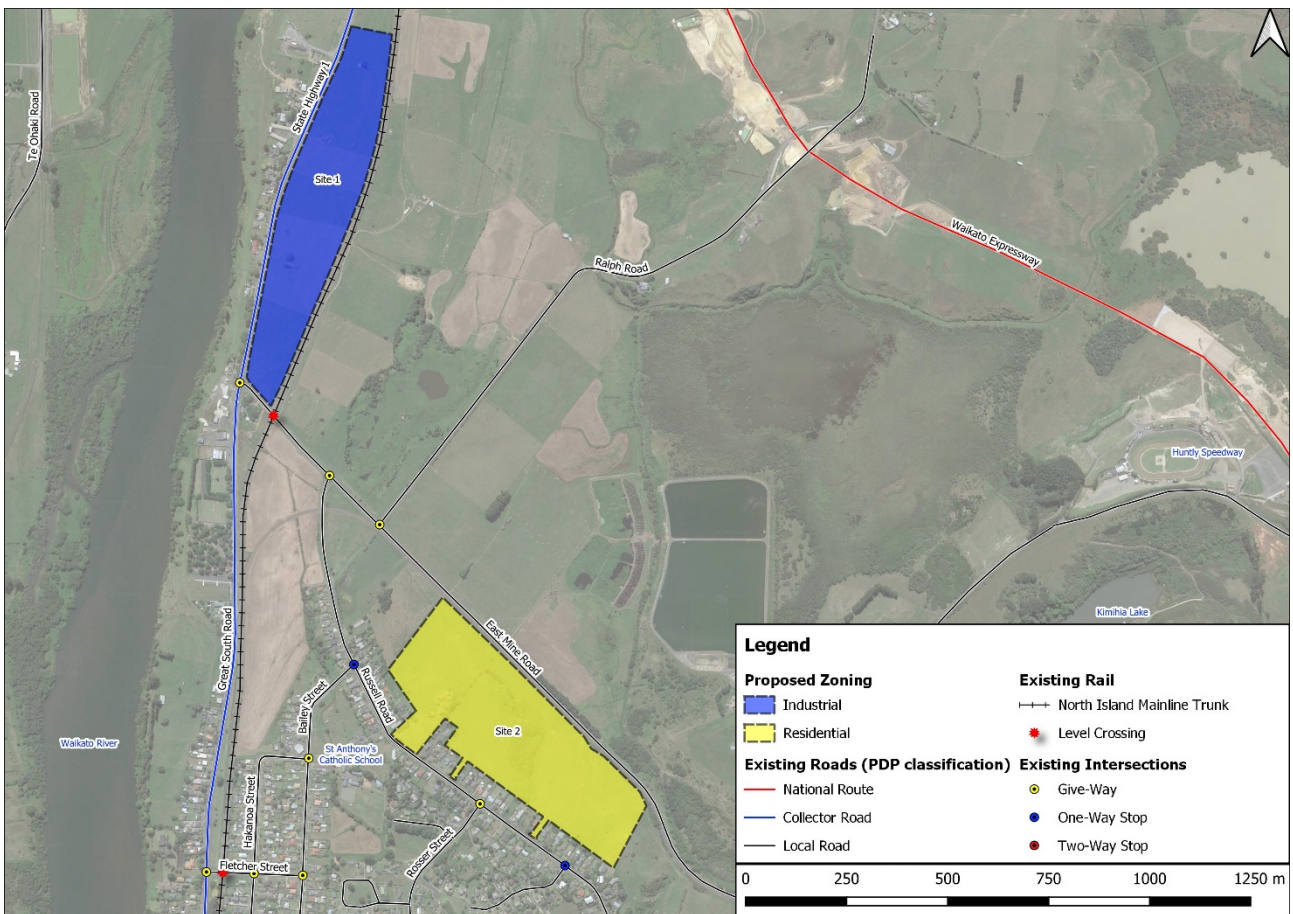 Te Ohaki Road
State Highway 1
Site 1
Ralph Road
Waikato Expressway
Huntly Speedway
Kimihia Lake
East Mine Road
Great South Road
Russell Road
Bailey Street
Site 2
Waikato River
St Anthony's
Catholic School
Hakanoa Street
Rosser Street
Fletcher Street
Legend
Proposed Zoning
Industrial
Residential
Existing Roads (PDP classification)
National Route
Collector Road
Local Road
Existing Rail
North Island Mainline Trunk
Level Crossing
Existing Intersections
Give-Way
One-Way Stop
Two-Way Stop
0 250 500 750 1000 1250 m